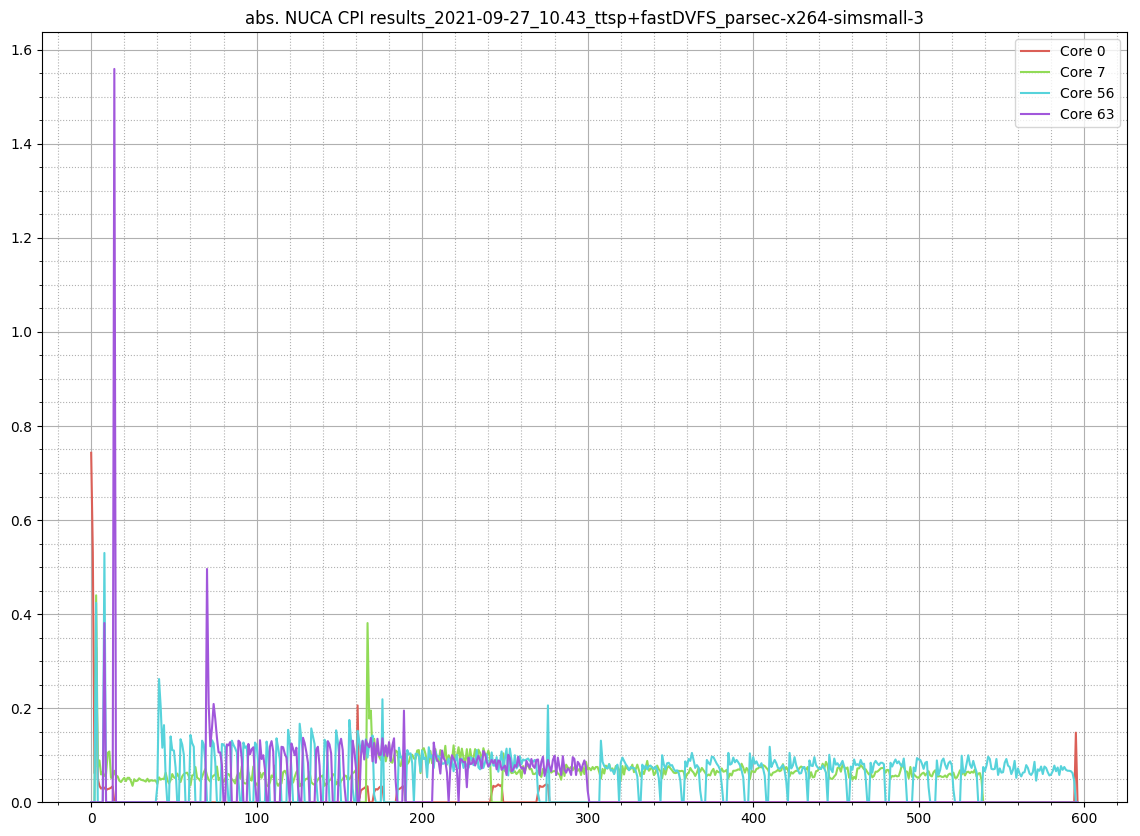 abs. NUCA CPI results_2021-09-27_10.43_ttsp+fastDVFS_parsec-x264-simsmall-3
Core 0
Core 7
Core 56
Core 63
1.6
1.4
1.2
1.0
0.8
0.6
0.4
0.2
0.0
0 100 200 300 400 500 600